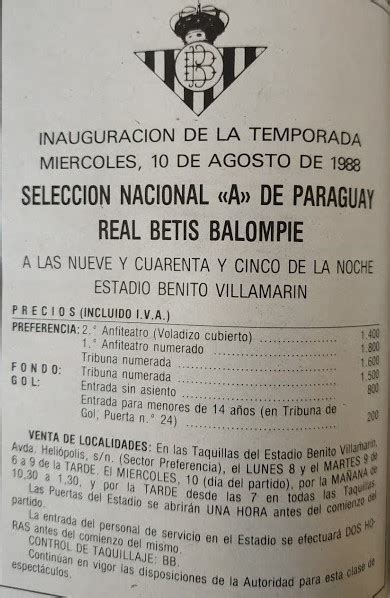 B
INAUGURACION DE LA TEMPORADA
MIERCOLES, 10 DE AGOSTO DE 1988
SELECCION NACIONAL «A» DE PARAGUAY
REAL BETIS BALOMPIE
A LAS NUEVE Y CUARENTA Y CINCO DE LA NOCHE
ESTADIO BENITO VILLAMARIN
PRECIOS (INCLUIDO I.V.A.)
PREFERENCIA: 2.° Anfiteatro (Voladizo cubierto) 1.400
1.° Anfiteatro numerado 1.800
Tribuna numerada 1.600
FONDO: Tribuna numerada 1.500
GOL: Entrada sin asiento 800
Entrada para menores de 14 años (en Tribuna de
Gol, Puerta n.° 24) 200
VENTA DE LOCALIDADES: En las Taquillas del Estadio Benito Villamarin,
Avda. Heliópolis, s/n. (Sector Preferencia), el LUNES 8 y el MARTES 9 de
6 a 9 de la TARDE. El MIERCOLES, 10 (día del partido), por la MAÑANA de
10,30 a 1,30, y por la TARDE desde las 7 en todas las Taquillas.
Las Puertas del Estadio se abrirán UNA HORA antes del comienzo del
partido.
La entrada del personal de servicio en el Estadio se efectuará DOS HO-
RAS antes del comienzo del mismo.
CONTROL DE TAQUILLAJE: BB.
Continúan en vigor las disposiciones de la Autoridad para esta clase de
espectáculos.